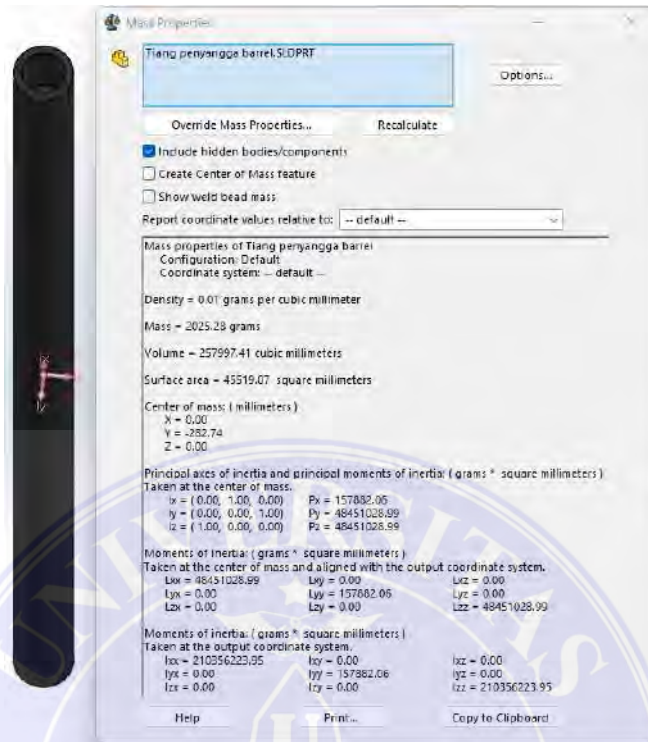 Mass Properties
Tiang penyangga barrel.SLDPRT
Options...
Override Mass Properties...
Recalculate
Include hidden bodies/components
Create Center of Mass feature
Show weld bead mass
Report coordinate values relative to: -- default --
Mass properties of Tiang penyangga barrel
Configuration: Default
Coordinate system: -- default --
Density = 0.01 grams per cubic millimeter
Mass = 2025.28 grams
Volume = 257997.41 cubic millimeters
Surface area = 45519.07 square millimeters
Center of mass: ( millimeters )
X = 0.00
Y = -282.74
Z = 0.00
Principal axes of inertia and principal moments of inertia: ( grams * square millimeters )
Taken at the center of mass.
Ix = ( 0.00, 1.00, 0.00) Px = 157882.06
Iy = ( 0.00, 0.00, 1.00) Py = 48451028.99
Iz = ( 1.00, 0.00, 0.00) Pz = 48451028.99
Moments of inertia: ( grams * square millimeters )
Taken at the center of mass and aligned with the output coordinate system.
Lxx = 48451028.99 Lxy = 0.00 Lxz = 0.00
Lyx = 0.00 Lyy = 157882.06 Lyz = 0.00
Lzx = 0.00 Lzy = 0.00 Lzz = 48451028.99
Moments of inertia: ( grams * square millimeters )
Taken at the output coordinate system.
Ixx = 210356223.95 Ixy = 0.00 Ixz = 0.00
Iyx = 0.00 Iyy = 157882.06 Iyz = 0.00
Izx = 0.00 Izy = 0.00 Izz = 210356223.95
Help
Print...
Copy to Clipboard
UNIVERSITAS